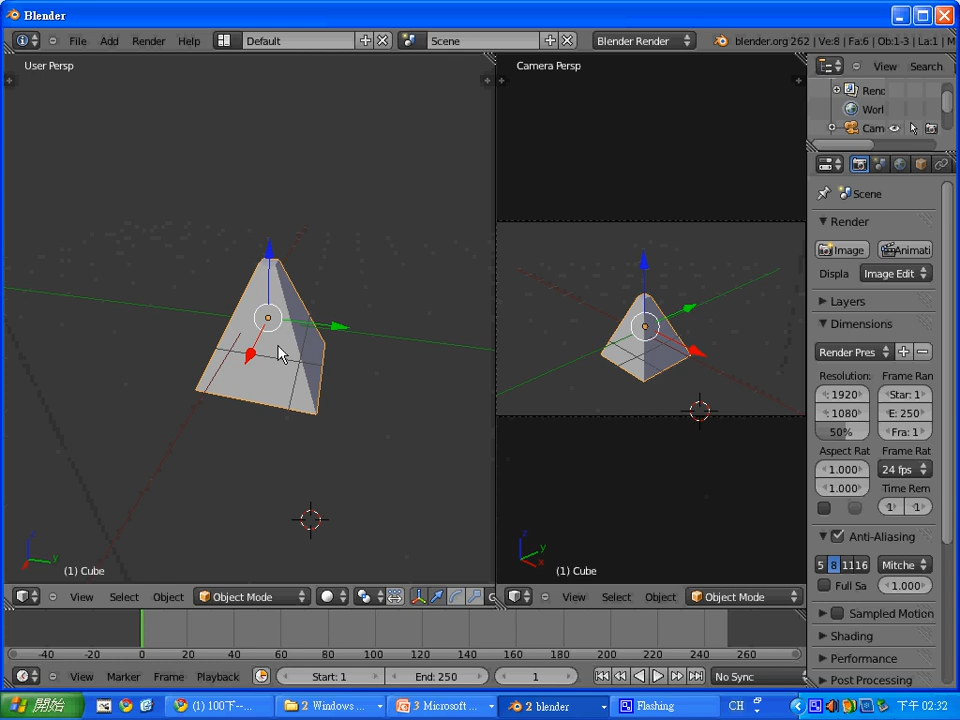 Blender
File Add Render Help Default Scene Blender Render blender.org 262 | Ve:8 | Fa:6 | Ob:1-3 | La:1 | M
User Persp
Camera Persp
View Search
Renc
Worl
Cam
Scene
Render
Image Animati
Displa Image Edit
Layers
Dimensions
Render Pres
Resolution: Frame Ran
: 1920 Star: 1
: 1080 E: 250
50% Fra: 1
Aspect Rat Frame Rat
1.000 24 fps
1.000 Time Rem
1 1
Anti-Aliasing
5 8 11 16 Mitche
Full Sa 1.000
Sampled Motion
Shading
Performance
Post Processing
(1) Cube
(1) Cube
View Select Object Object Mode
View Select Object Object Mode
-40 -20 0 20 40 60 80 100 120 140 160 180 200 220 240 260
View Marker Frame Playback Start: 1 End: 250 1 No Sync
開始 (1) 100下--... 2 Windows ... 3 Microsoft ... 2 blender Flashing CH 下午 02:32